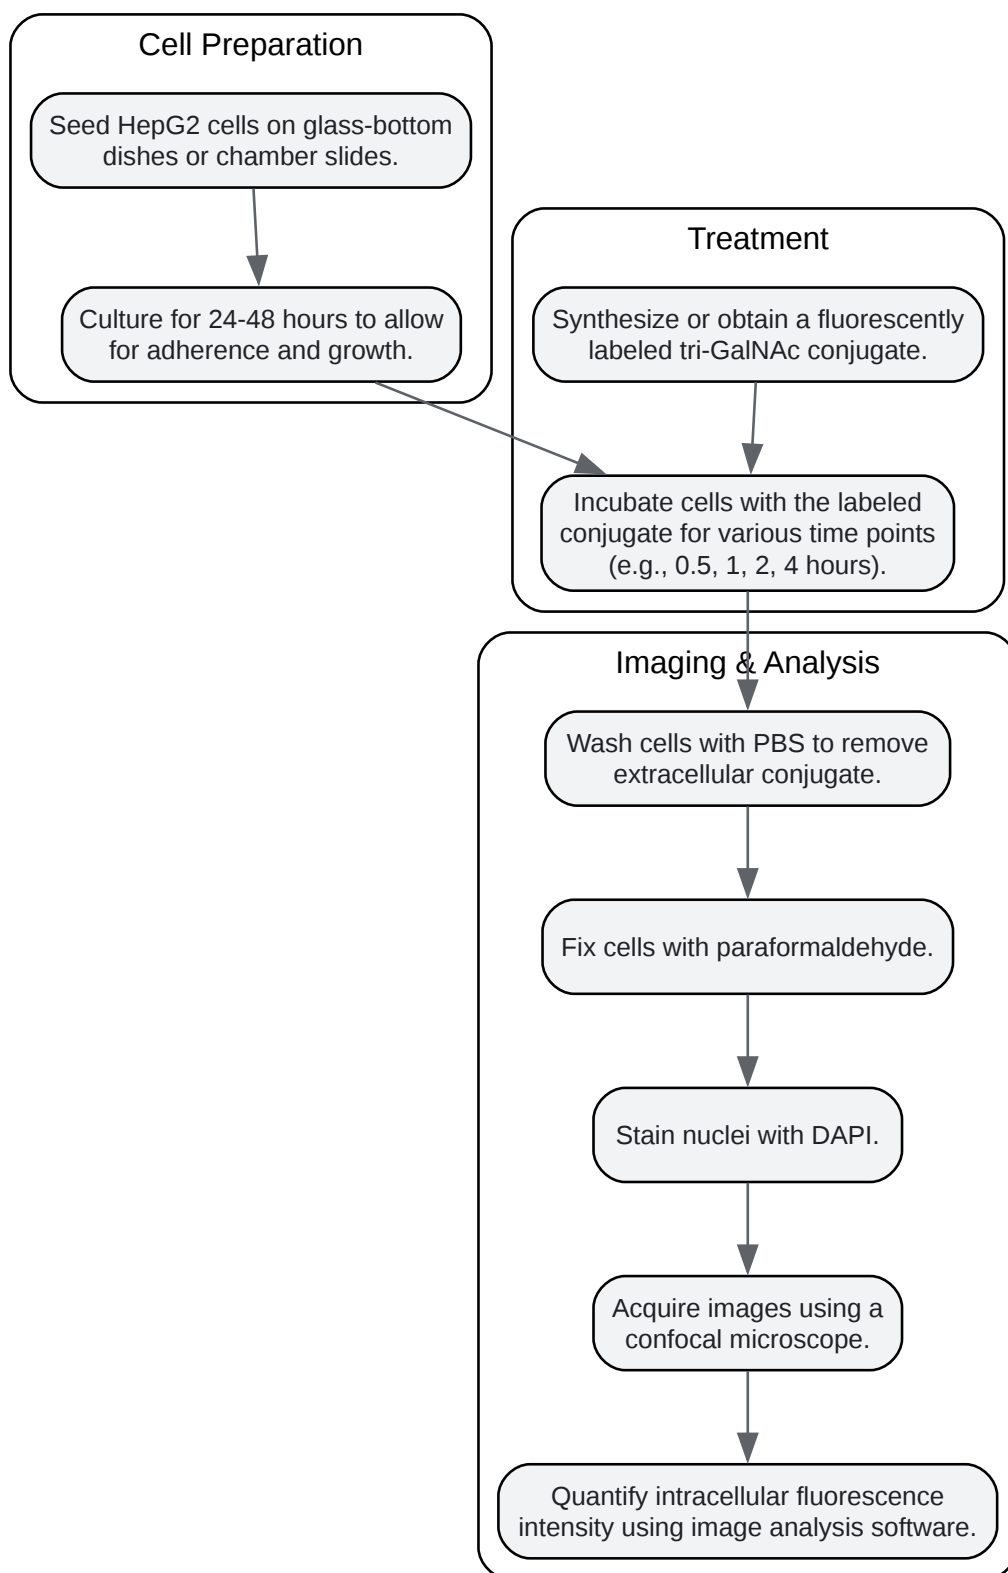 Cell Preparation
Seed HepG2 cells on glass-bottom
dishes or chamber slides.
Culture for 24-48 hours to allow
for adherence and growth.
Treatment
Synthesize or obtain a fluorescently
labeled tri-GalNAc conjugate.
Incubate cells with the labeled
conjugate for various time points
(e.g., 0.5, 1, 2, 4 hours).
Imaging & Analysis
Wash cells with PBS to remove
extracellular conjugate.
Fix cells with paraformaldehyde.
Stain nuclei with DAPI.
Acquire images using a
confocal microscope.
Quantify intracellular fluorescence
intensity using image analysis software.